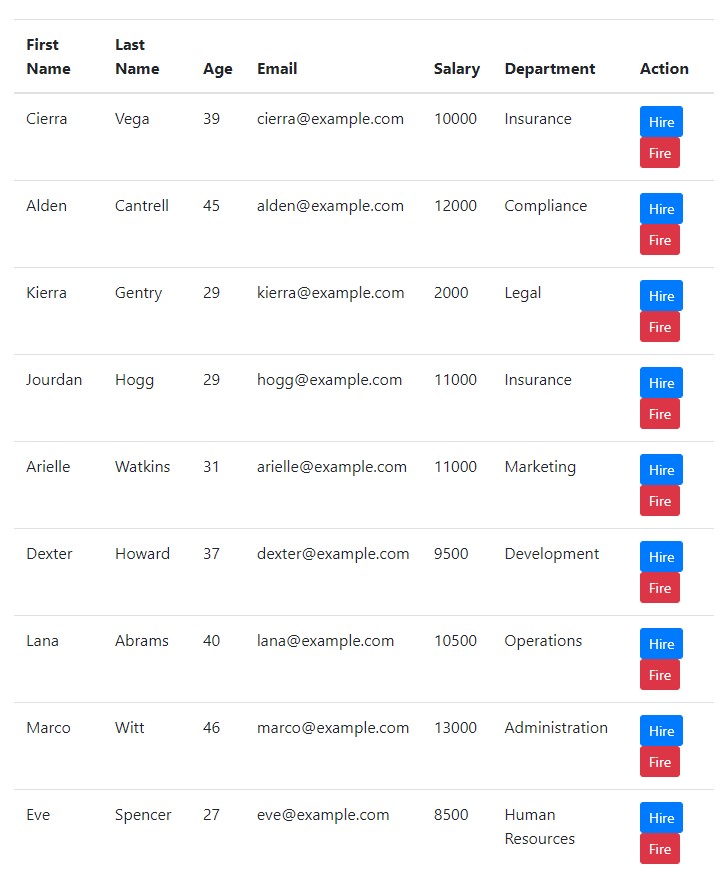 First Name Last Name Age Email Salary Department Action
Cierra Vega 39 cierra@example.com 10000 Insurance Hire
Fire
Alden Cantrell 45 alden@example.com 12000 Compliance Hire
Fire
Kierra Gentry 29 kierra@example.com 2000 Legal Hire
Fire
Jourdan Hogg 29 hogg@example.com 11000 Insurance Hire
Fire
Arielle Watkins 31 arielle@example.com 11000 Marketing Hire
Fire
Dexter Howard 37 dexter@example.com 9500 Development Hire
Fire
Lana Abrams 40 lana@example.com 10500 Operations Hire
Fire
Marco Witt 46 marco@example.com 13000 Administration Hire
Fire
Eve Spencer 27 eve@example.com 8500 Human Resources Hire
Fire